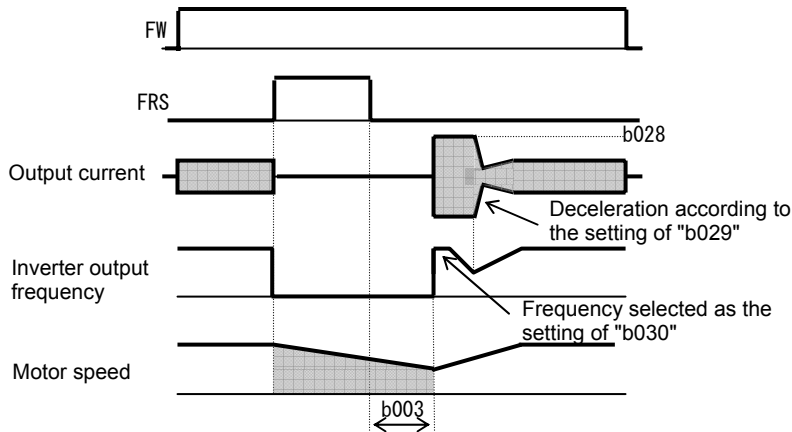 FW
FRS
b028
Output current
Deceleration according to
the setting of "b029"
Inverter output
frequency
Frequency selected as the
setting of "b030"
Motor speed
b003